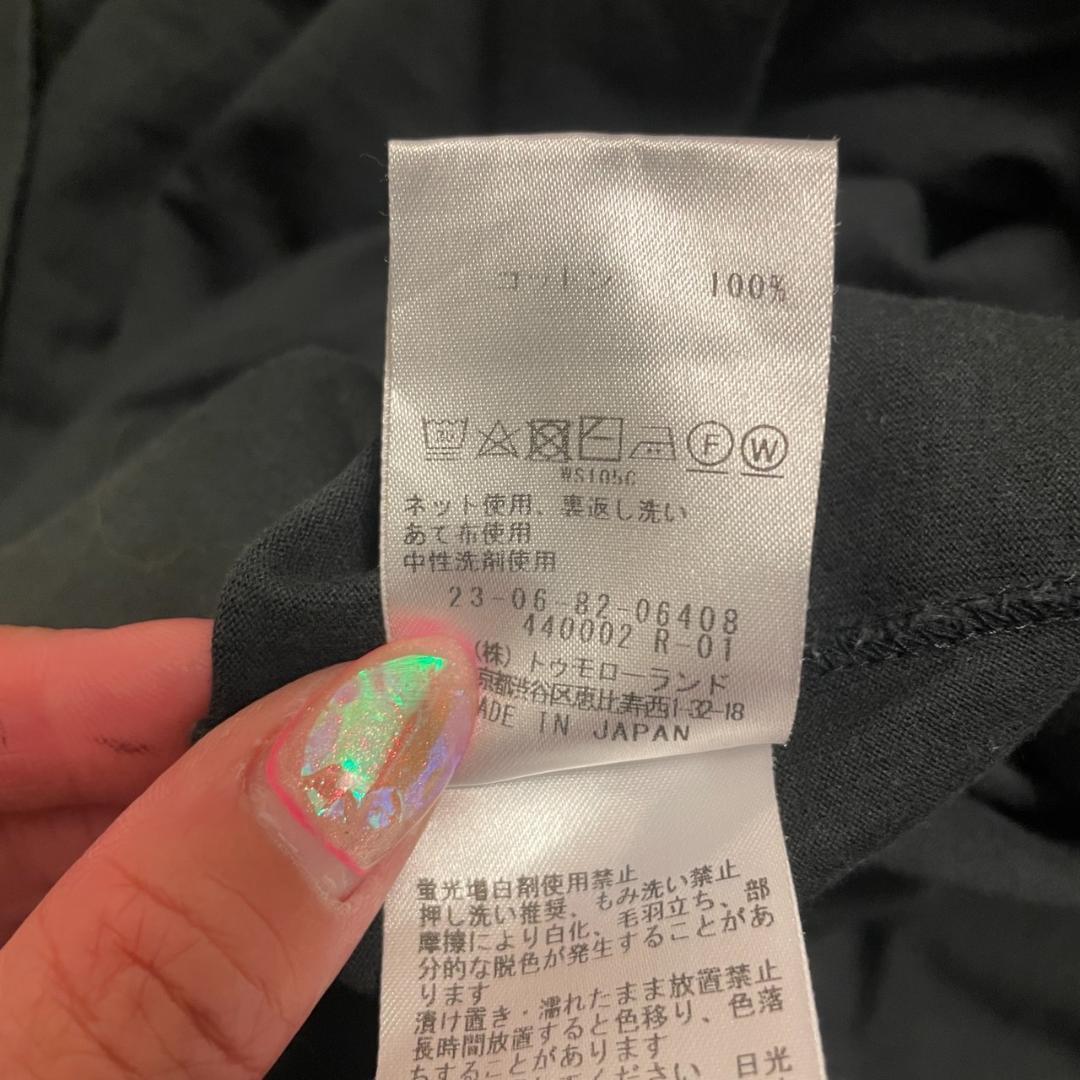 コットン 100%
30
F W
WS105C
ネット使用、裏返し洗い
あて布使用
中性洗剤使用
23-06-82-06408
440002 R-01
(株)トゥモローランド
京都渋谷区恵比寿西1-32-18
ADE IN JAPAN
蛍光増白剤使用禁止
押し洗い推奨、もみ洗い禁止
摩擦により白化、毛羽立ち、部
分的な脱色が発生することがあ
ります
漬け置き・濡れたまま放置禁止
長時間放置すると色移り、色落
ちすることがあります
ください 日光